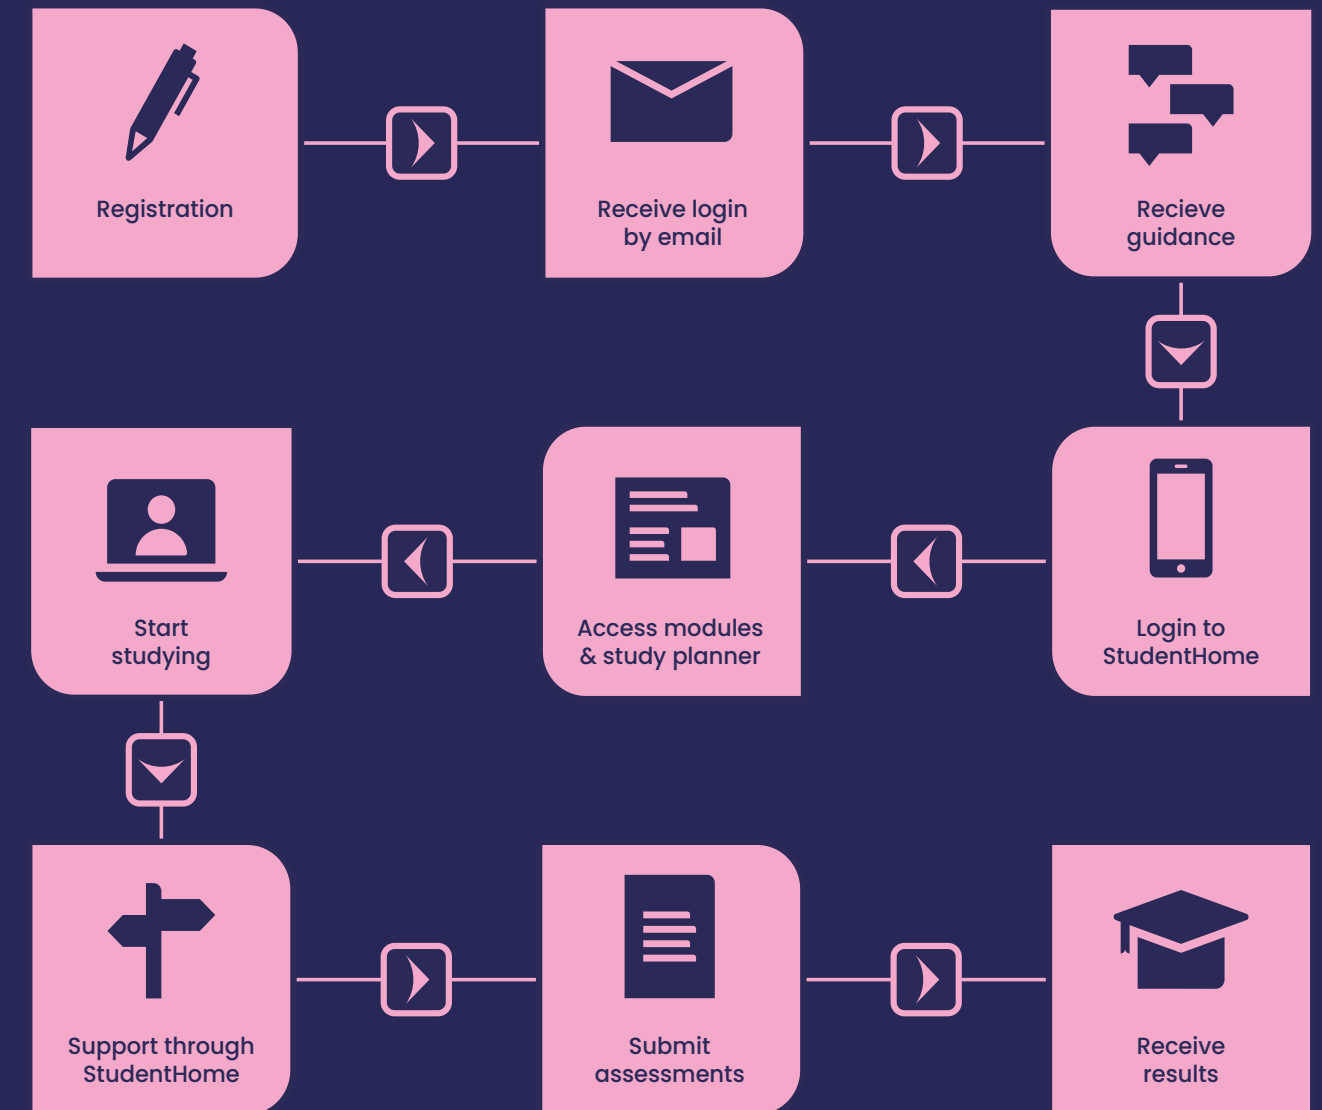 Registration
Receive login
by email
Recieve
guidance
Login to
StudentHome
Access modules
& study planner
Start
studying
Support through
StudentHome
Submit
assessments
Receive
results